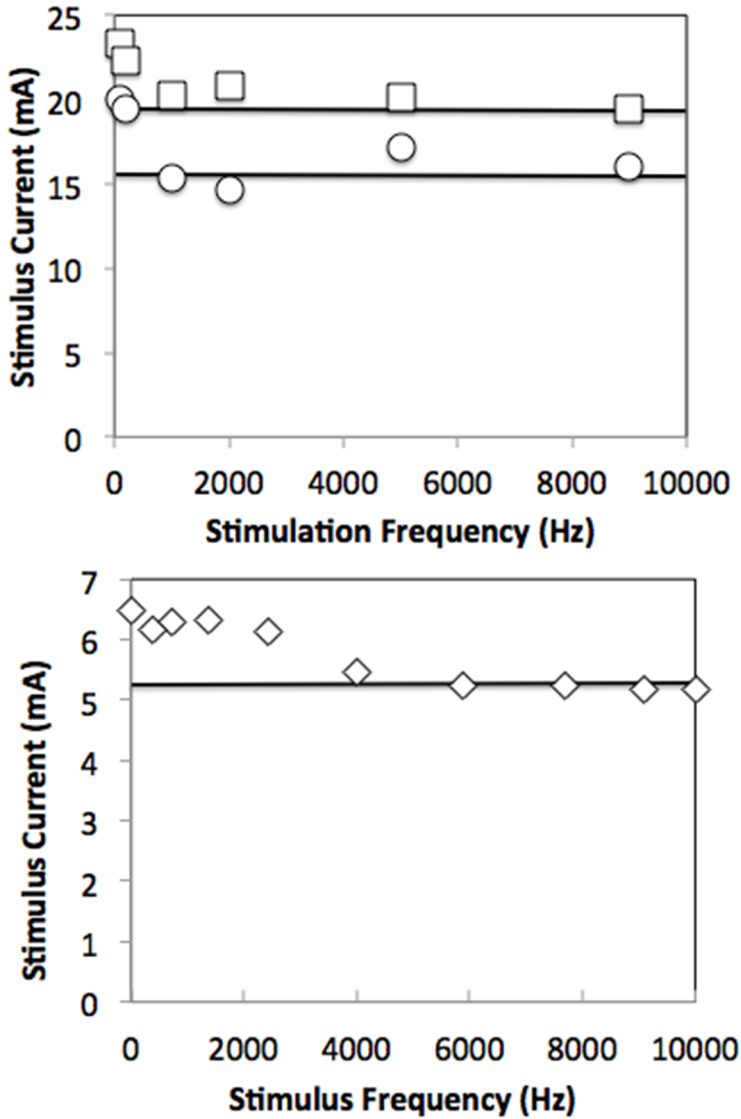 25
20
15
10
5
0
Stimulus Current (mA)
0 2000 4000 6000 8000 10000
Stimulation Frequency (Hz)
7
6
5
4
3
2
1
0
Stimulus Current (mA)
0 2000 4000 6000 8000 10000
Stimulus Frequency (Hz)